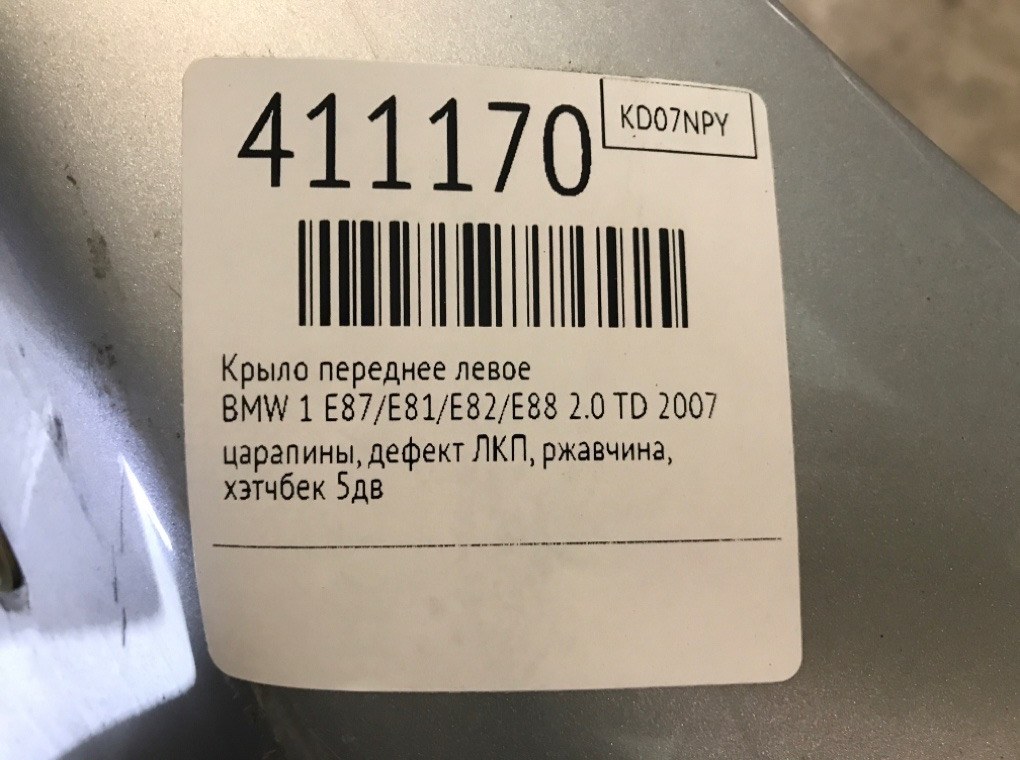 411170
KD07NPY
Крыло переднее левое
BMW 1 E87/E81/E82/E88 2.0 TD 2007
царапины, дефект ЛКП, ржавчина,
хэтчбек 5дв